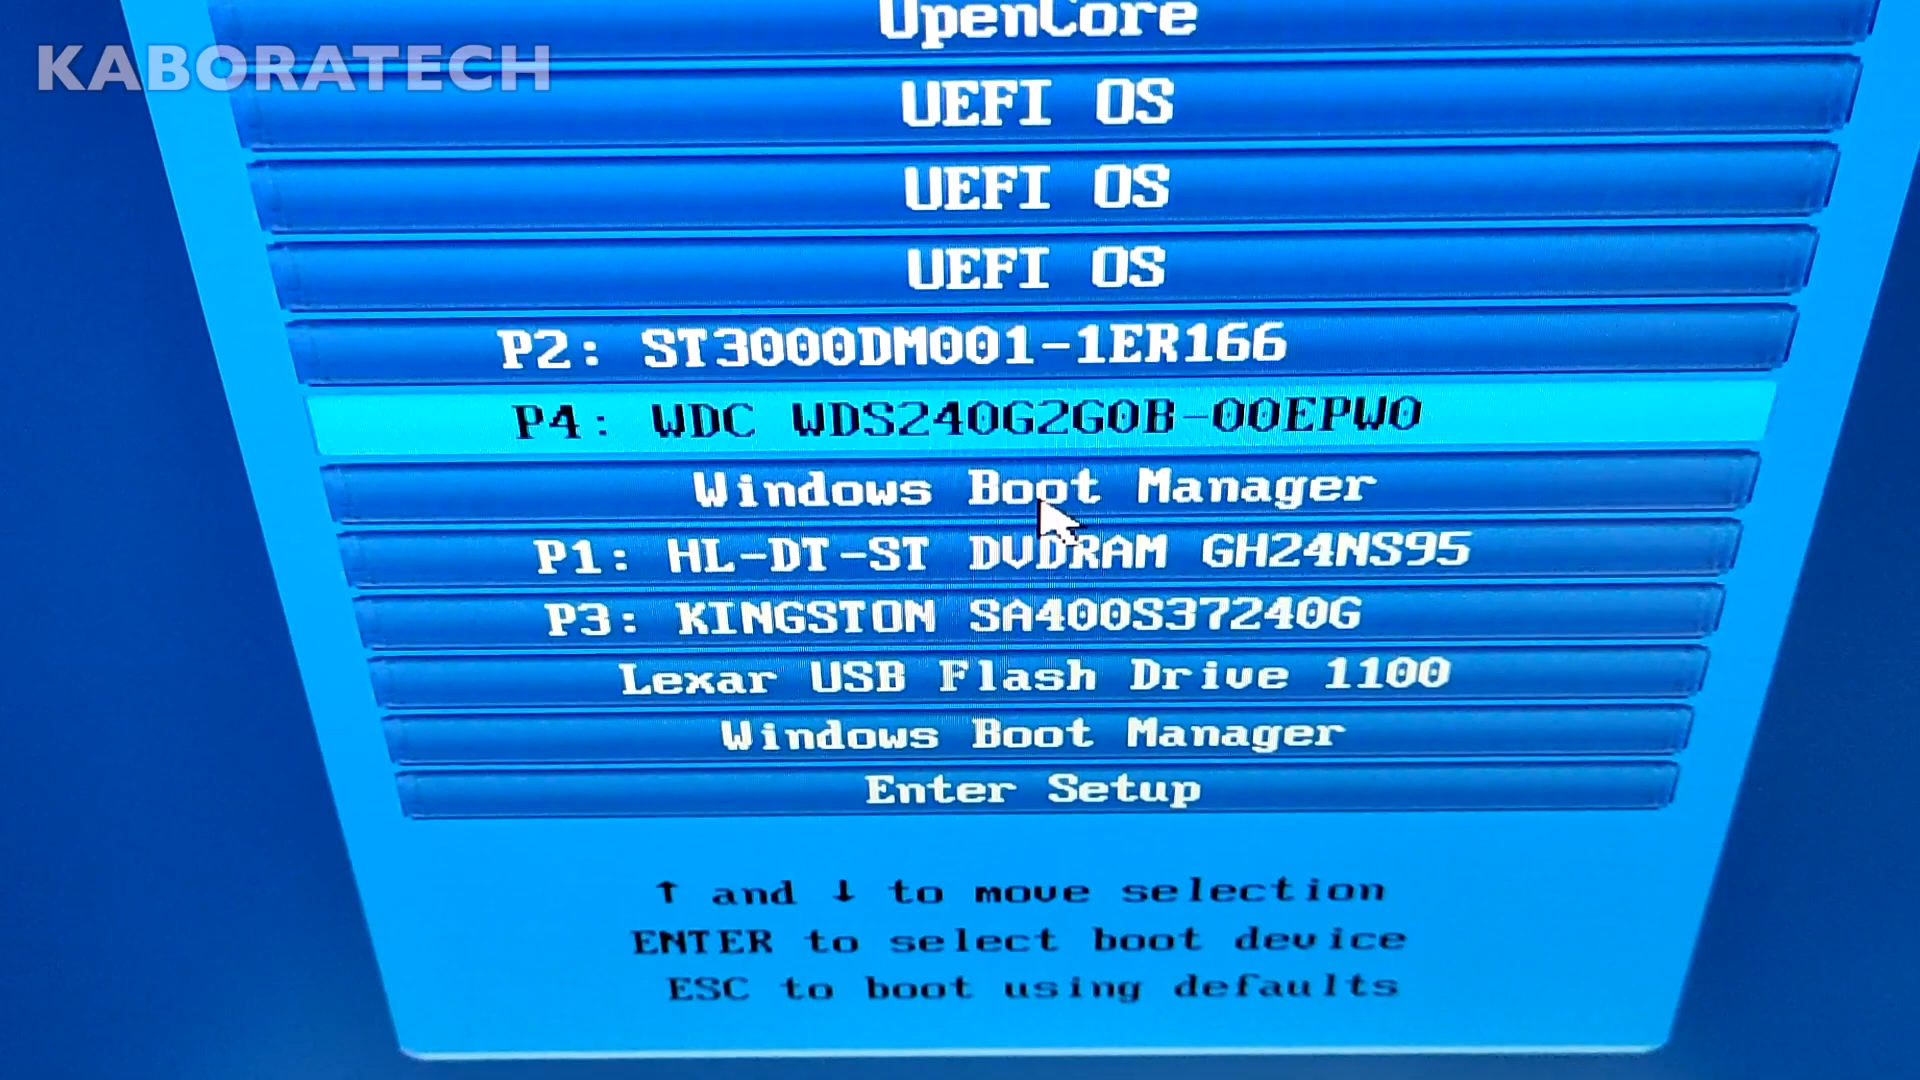 OpenCore
KABORATECH
UEFI OS
UEFI OS
UEFI OS
P2: ST3000DM001-1ER166
P4: WDC WDS240G2G0B-00EPW0
Windows Boot Manager
P1: HL-DT-ST DVDRAM GH24NS95
P3: KINGSTON SA400S37240G
Lexar USB Flash Drive 1100
Windows Boot Manager
Enter Setup
↑ and ↓ to move selection
ENTER to select boot device
ESC to boot using defaults